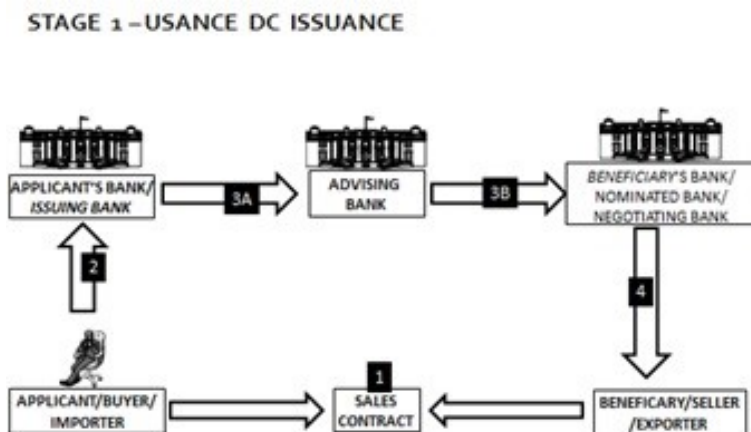 STAGE 1 – USANCE DC ISSUANCE
APPLICANT'S BANK/
ISSUING BANK
3A
ADVISING
BANK
3B
BENEFICIARY'S BANK/
NOMINATED BANK/
NEGOTIATING BANK
2
4
1
APPLICANT/BUYER/
IMPORTER
SALES
CONTRACT
BENEFICARY/SELLER
/EXPORTER